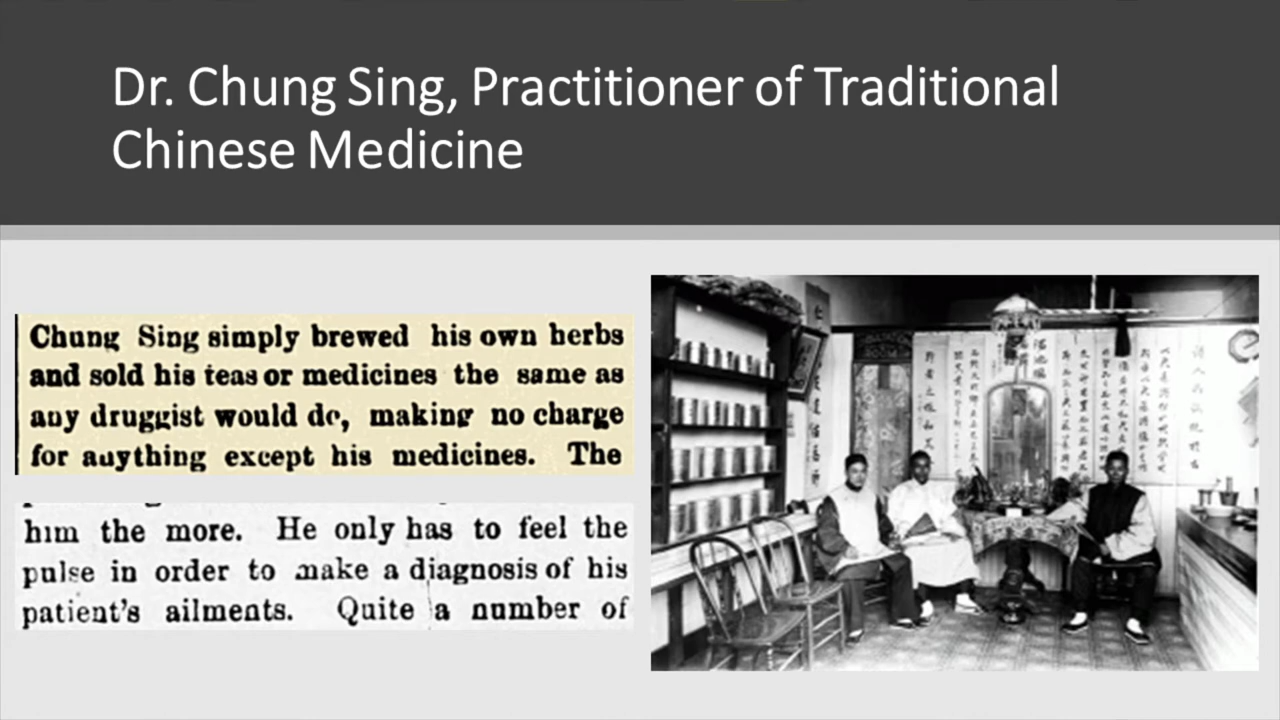 Dr. Chung Sing, Practitioner of Traditional
Chinese Medicine
Chung Sing simply brewed his own herbs
and sold his teas or medicines the same as
any druggist would do, making no charge
for anything except his medicines. The
him the more. He only has to feel the
pulse in order to make a diagnosis of his
patient's ailments. Quite a number of